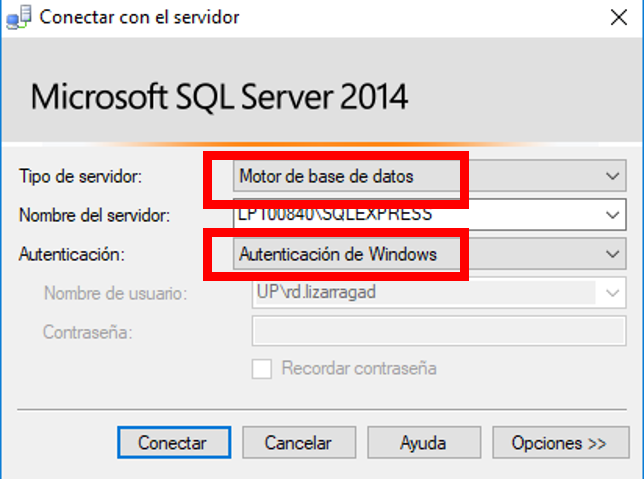 Conectar con el servidor
Microsoft SQL Server 2014
Tipo de servidor: Motor de base de datos
Nombre del servidor: LP100840\SQLEXPRESS
Autenticación: Autenticación de Windows
Nombre de usuario: UP\rd.lizarragad
Contraseña:
Recordar contraseña
Conectar Cancelar Ayuda Opciones >>